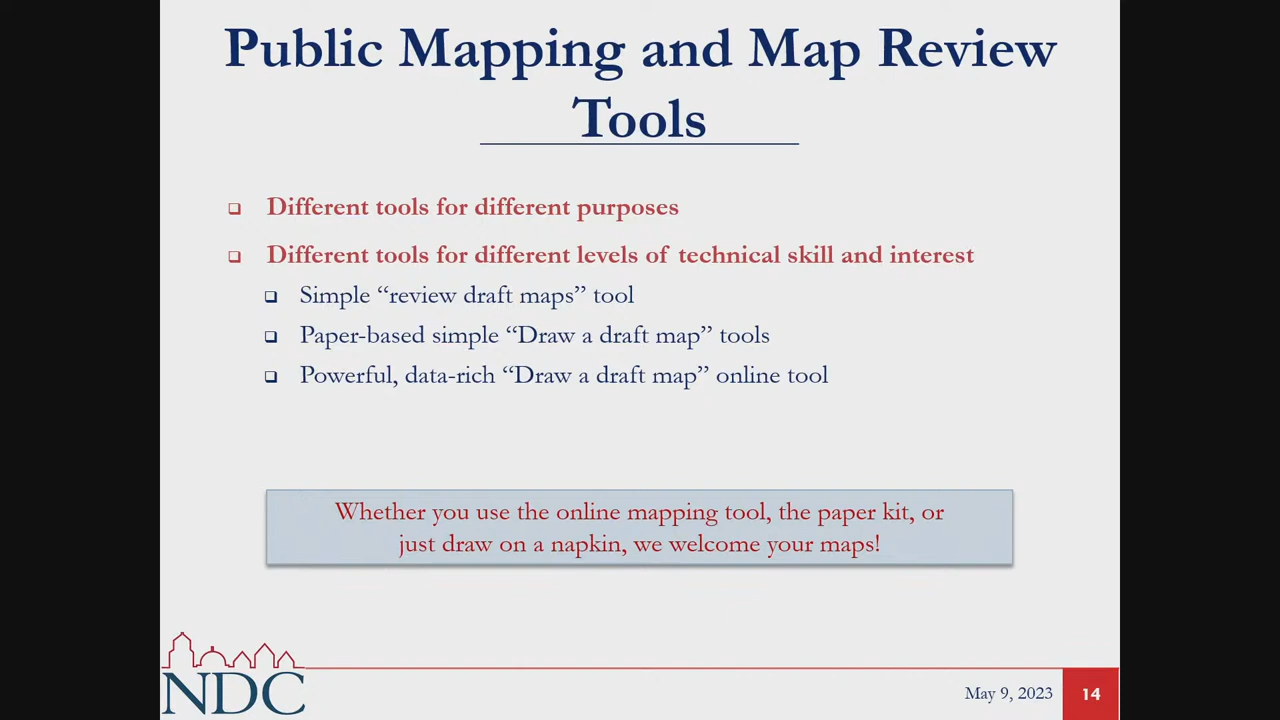 Public Mapping and Map Review
Tools
Different tools for different purposes
Different tools for different levels of technical skill and interest
Simple “review draft maps” tool
Paper-based simple “Draw a draft map” tools
Powerful, data-rich “Draw a draft map” online tool
Whether you use the online mapping tool, the paper kit, or
just draw on a napkin, we welcome your maps!
NDC
May 9, 2023
14